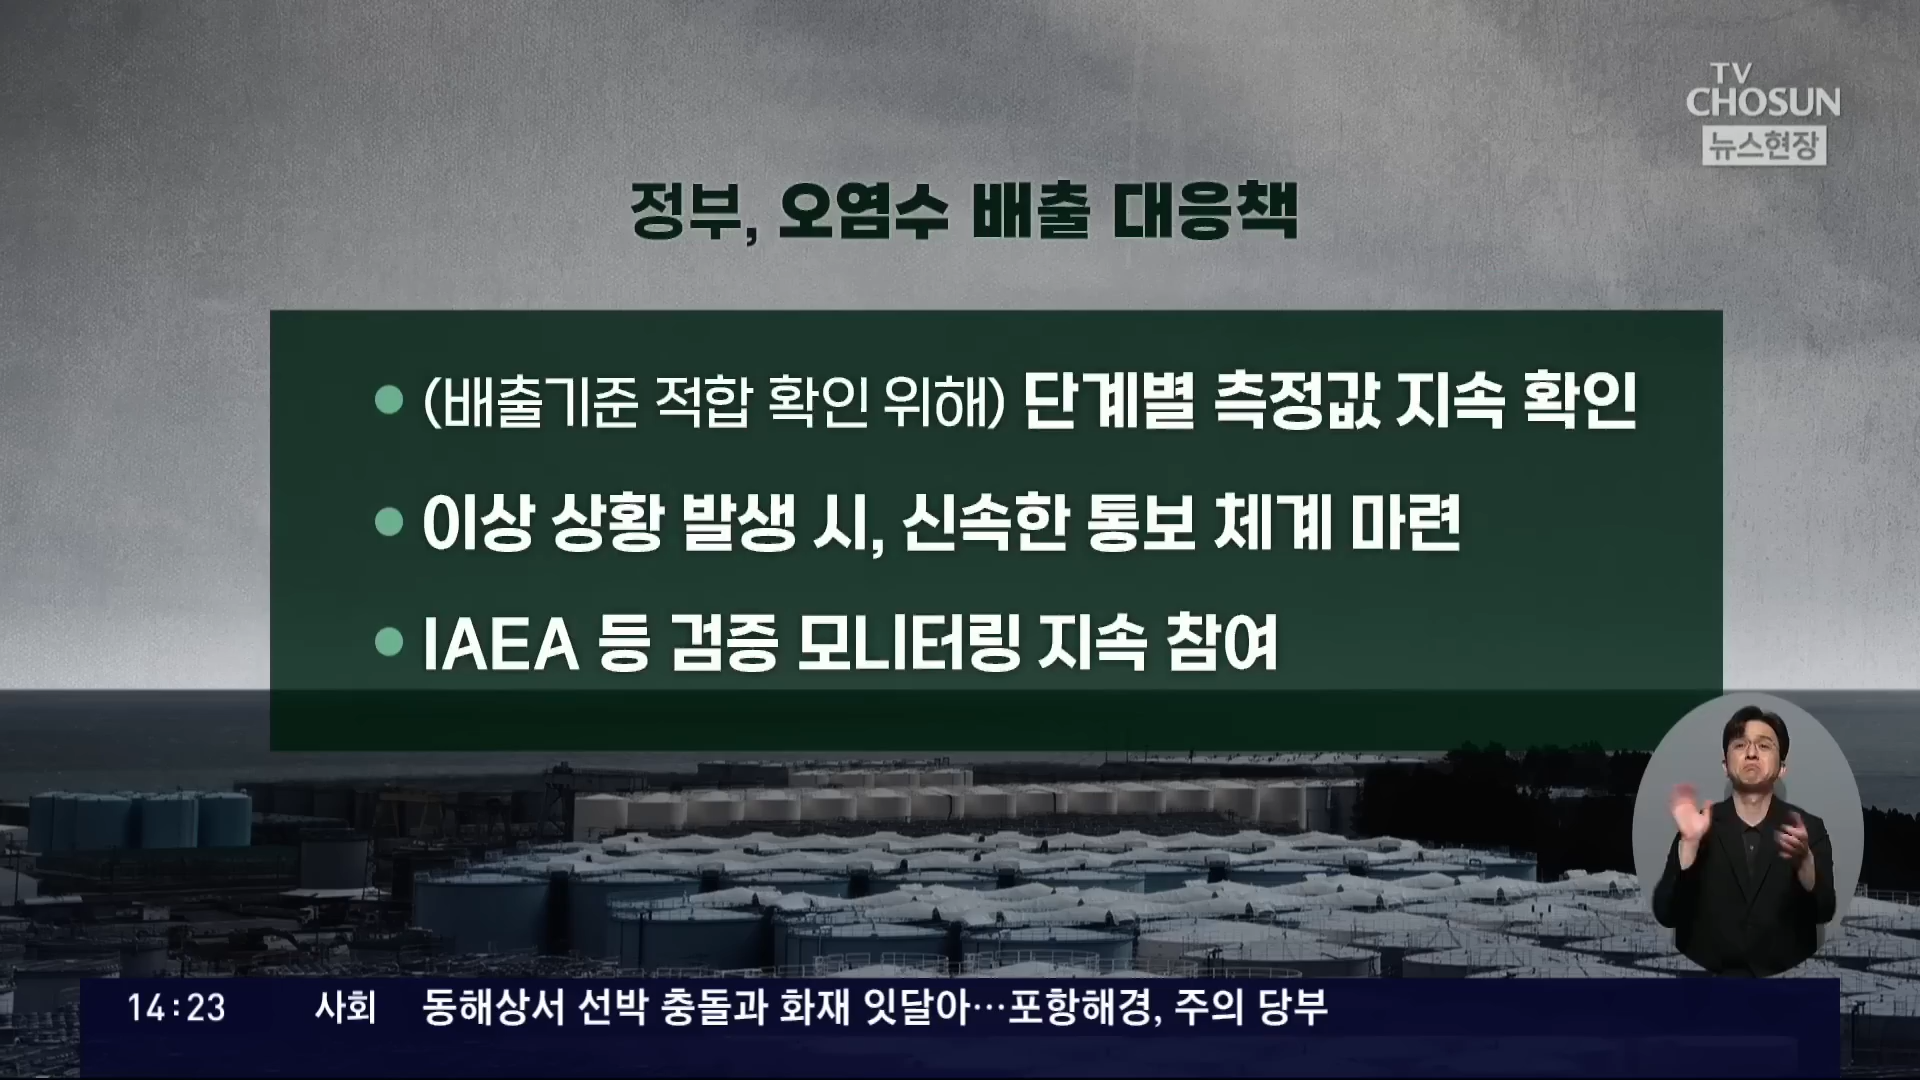 TV
CHOSUN
뉴스현장
정부, 오염수 배출 대응책
(배출기준 적합 확인 위해) 단계별 측정값 지속 확인
이상 상황 발생 시, 신속한 통보 체계 마련
IAEA 등 검증 모니터링 지속 참여
14:23 사회 동해상서 선박 충돌과 화재 잇달아…포항해경, 주의 당부